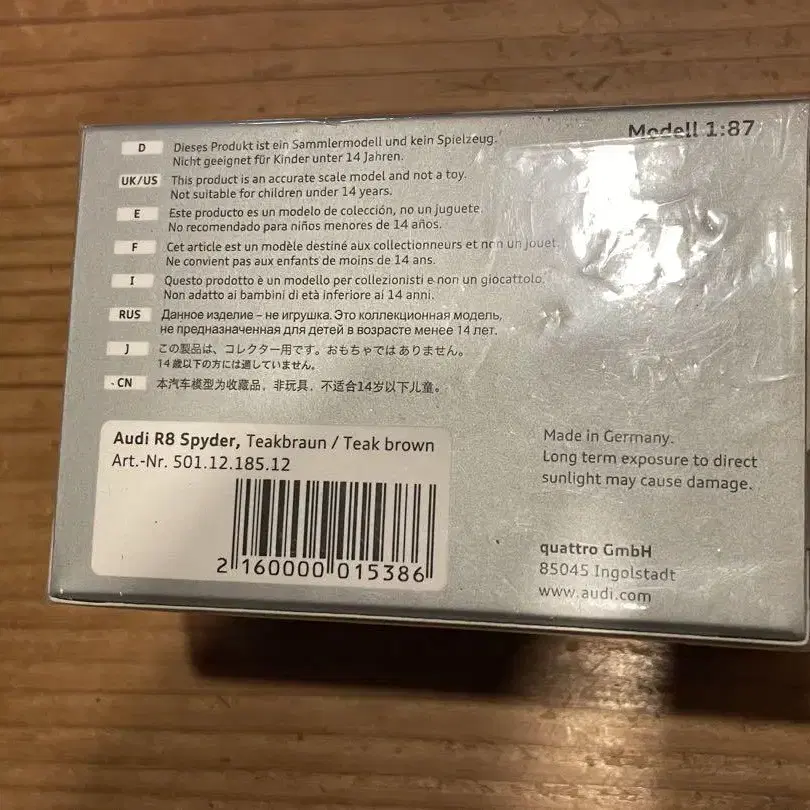 Modell 1:87
D Dieses Produkt ist ein Sammlermodell und kein Spielzeug.
Nicht geeignet für Kinder unter 14 Jahren.
UK/US This product is an accurate scale model and not a toy.
Not suitable for children under 14 years.
E Este producto es un modelo de colección, no un juguete.
No recomendado para niños menores de 14 años.
F Cet article est un modèle destiné aux collectionneurs et non un jouet.
Ne convient pas aux enfants de moins de 14 ans.
I Questo prodotto è un modello per collezionisti e non un giocattolo.
Non adatto ai bambini di età inferiore ai 14 anni.
RUS Данное изделие – не игрушка. Это коллекционная модель,
не предназначенная для детей в возрасте менее 14 лет.
J この製品は、コレクター用です。おもちゃではありません。
14歳以下の方には適していません。
CN 本汽车模型为收藏品，非玩具，不适合14岁以下儿童。
Audi R8 Spyder, Teakbraun / Teak brown
Art.-Nr. 501.12.185.12
2 160000 015386
Made in Germany.
Long term exposure to direct
sunlight may cause damage.
quattro GmbH
85045 Ingolstadt
www.audi.com